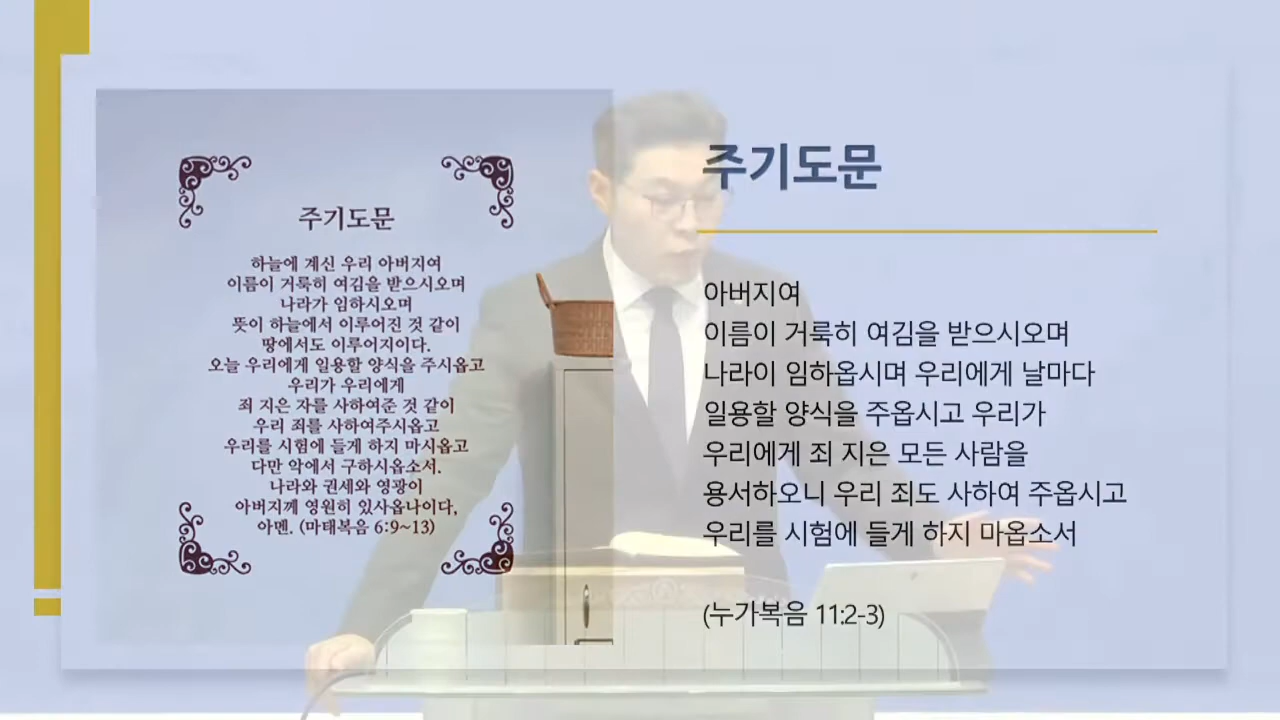 주기도문
하늘에 계신 우리 아버지여
이름이 거룩히 여김을 받으시오며
나라가 임하시오며
뜻이 하늘에서 이루어진 것 같이
땅에서도 이루어지이다.
오늘 우리에게 일용할 양식을 주시옵고
우리가 우리에게
죄 지은 자를 사하여준 것 같이
우리 죄를 사하여주시옵고
우리를 시험에 들게 하지 마시옵고
다만 악에서 구하시옵소서.
나라와 권세와 영광이
아버지께 영원히 있사옵나이다,
아멘. (마태복음 6:9~13)
주기도문
아버지여
이름이 거룩히 여김을 받으시오며
나라이 임하옵시며 우리에게 날마다
일용할 양식을 주옵시고 우리가
우리에게 죄 지은 모든 사람을
용서하오니 우리 죄도 사하여 주옵시고
우리를 시험에 들게 하지 마옵소서
(누가복음 11:2-3)